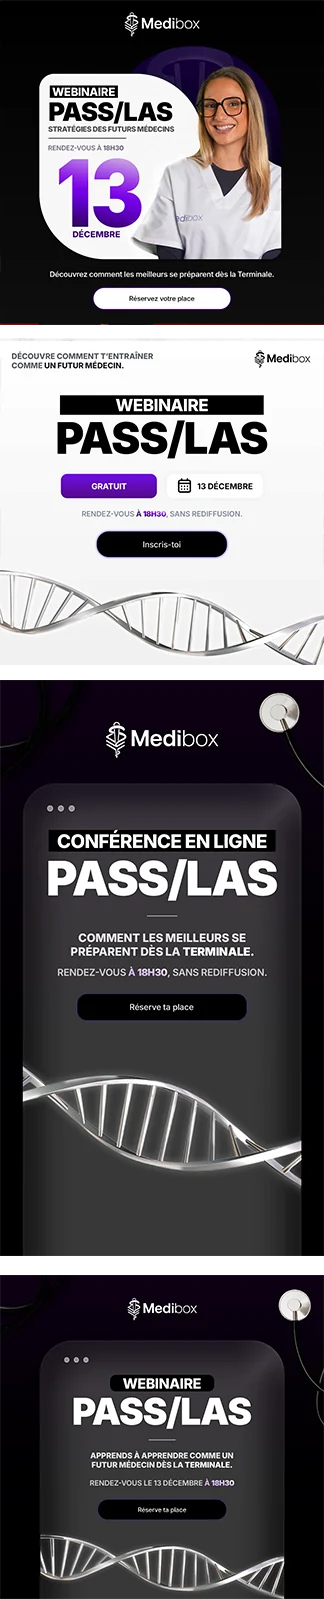 Medibox
WEBINAIRE
PASS/LAS
STRATÉGIES DES FUTURS MÉDECINS
RENDEZ-VOUS À 18H30
13
DÉCEMBRE
edibox
Découvrez comment les meilleurs se préparent dès la Terminale.
Réservez votre place
DÉCOUVRE COMMENT T'ENTRAÎNER
COMME UN FUTUR MÉDECIN.
Medibox
WEBINAIRE
PASS/LAS
GRATUIT
13 DÉCEMBRE
RENDEZ-VOUS À 18H30, SANS REDIFFUSION.
Inscris-toi
Medibox
CONFÉRENCE EN LIGNE
PASS/LAS
COMMENT LES MEILLEURS SE
PRÉPARENT DÈS LA TERMINALE.
RENDEZ-VOUS À 18H30, SANS REDIFFUSION.
Réserve ta place
Medibox
WEBINAIRE
PASS/LAS
APPRENDS À APPRENDRE COMME UN
FUTUR MÉDECIN DÈS LA TERMINALE.
RENDEZ-VOUS LE 13 DÉCEMBRE À 18H30
Réserve ta place